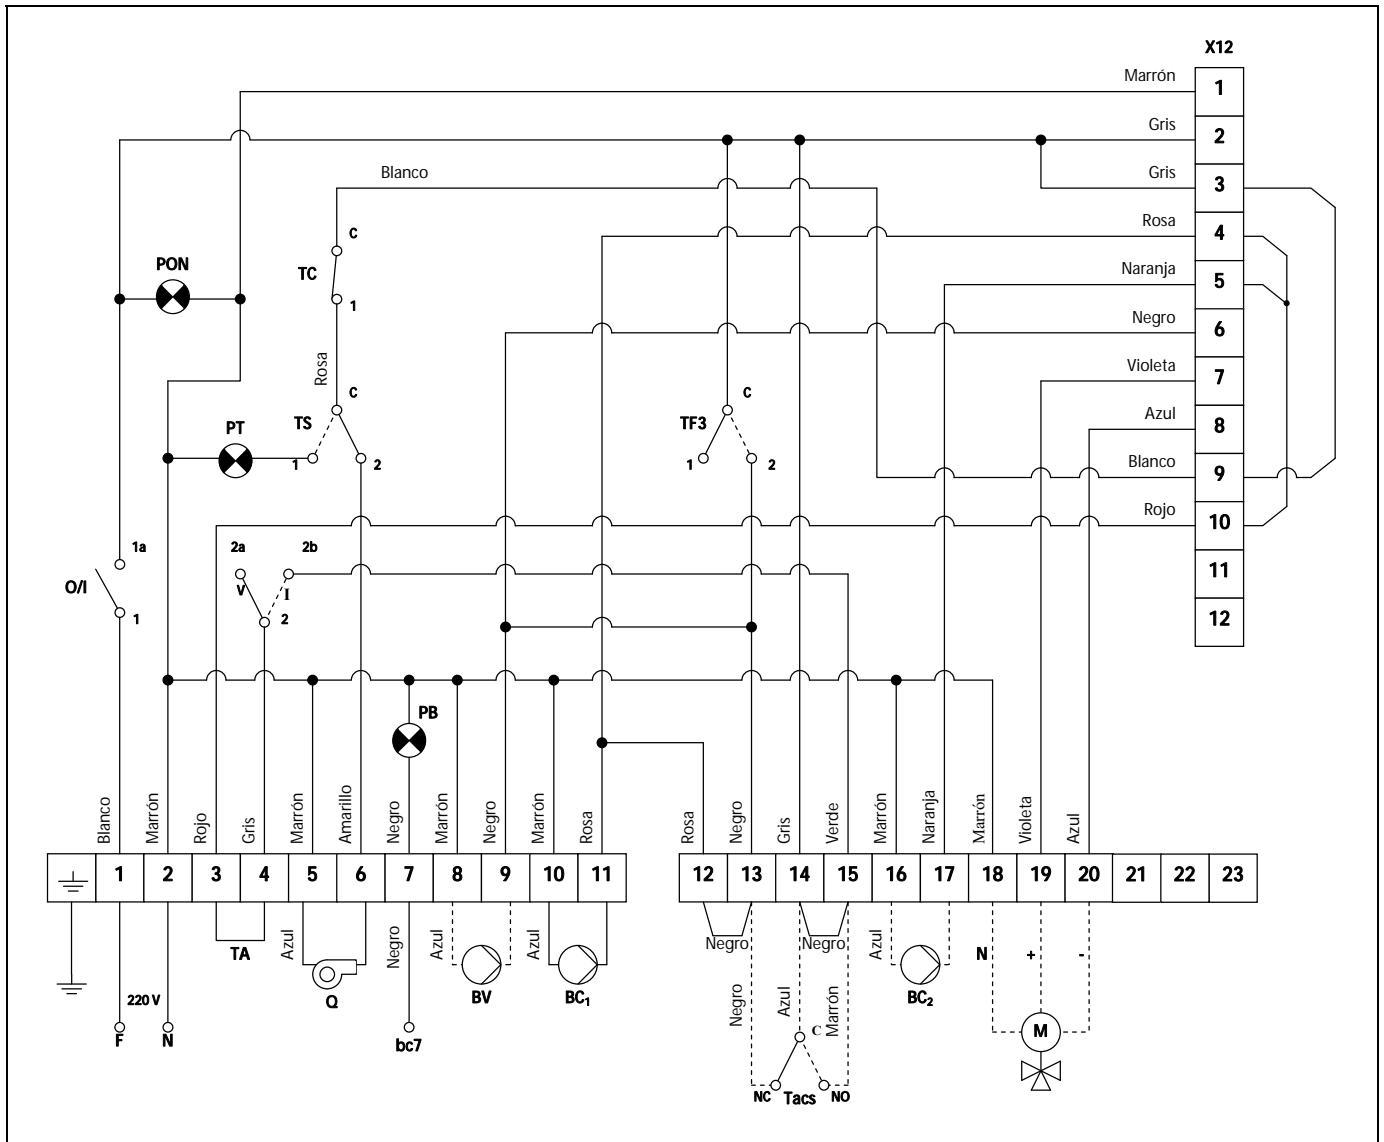 X12
Marrón 1
Gris 2
Gris 3
Rosa 4
Naranja 5
Negro 6
Violeta 7
Azul 8
Blanco 9
Rojo 10
11
12
Blanco
C
TC
1
Rosa
PON
C
TS
1
2
PT
C
TF3
1
2
1a
O/I
1
2a
2b
V
I
2
PB
Blanco
Marrón
Rojo
Gris
Marrón
Amarillo
Negro
Marrón
Negro
Marrón
Rosa
Rosa
Negro
Gris
Verde
Marrón
Naranja
Marrón
Violeta
Azul
1 2 3 4 5 6 7 8 9 10 11
12 13 14 15 16 17 18 19 20 21 22 23
TA
Azul
Q
Negro
Azul
BV
Azul
BC1
Negro
Negro
Azul
BC2
N
+
-
Negro
Azul
Marrón
220 V
F
N
bc7
C
NC
Tacs
NO
M